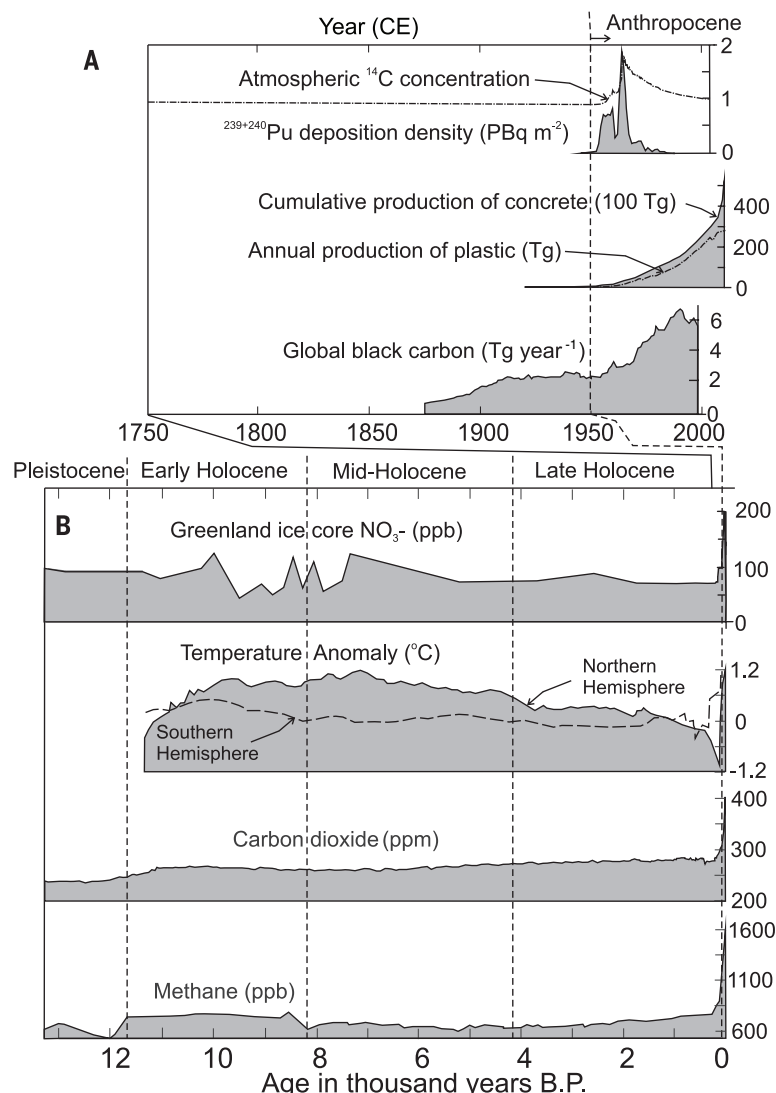 Year (CE)
Anthropocene
A
2
Atmospheric ¹⁴C concentration
1
²³⁹⁺²⁴⁰Pu deposition density (PBq m⁻²)
0
Cumulative production of concrete (100 Tg)
400
Annual production of plastic (Tg)
200
0
6
Global black carbon (Tg year⁻¹)
4
2
0
1750 1800 1850 1900 1950 2000
Pleistocene Early Holocene Mid-Holocene Late Holocene
B
Greenland ice core NO₃- (ppb)
200
100
0
Temperature Anomaly (°C)
Northern
Hemisphere
1.2
Southern
Hemisphere
0
-1.2
400
Carbon dioxide (ppm)
300
200
1600
1100
Methane (ppb)
600
12 10 8 6 4 2 0
Age in thousand years B.P.